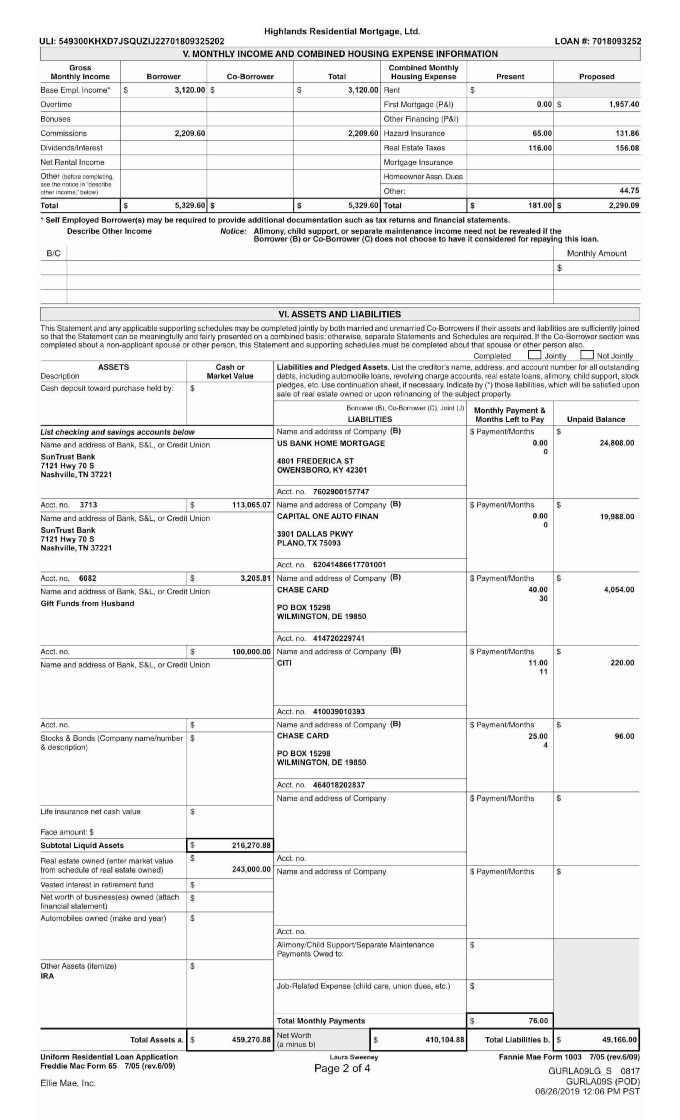 Highlands Residential Mortgage, Ltd.
ULI: 549300KHXD7JSQUZIJ22701809325202 LOAN #: 7018093252
V. MONTHLY INCOME AND COMBINED HOUSING EXPENSE INFORMATION
Gross Monthly Income Borrower Co-Borrower Total Combined Monthly Housing Expense Present Proposed
Base Empl. Income* $ 3,120.00 $ $ 3,120.00 Rent $
Overtime First Mortgage (P&I) 0.00 $ 1,957.40
Bonuses Other Financing (P&I)
Commissions 2,209.60 2,209.60 Hazard Insurance 65.00 131.86
Dividends/Interest Real Estate Taxes 116.00 156.08
Net Rental Income Mortgage Insurance
Other (before completing, see the notice in "describe other income," below) Homeowner Assn. Dues
Other: 44.75
Total $ 5,329.60 $ $ 5,329.60 Total $ 181.00 $ 2,290.09
* Self Employed Borrower(s) may be required to provide additional documentation such as tax returns and financial statements.
Describe Other Income Notice: Alimony, child support, or separate maintenance income need not be revealed if the
Borrower (B) or Co-Borrower (C) does not choose to have it considered for repaying this loan.
B/C Monthly Amount
$
VI. ASSETS AND LIABILITIES
This Statement and any applicable supporting schedules may be completed jointly by both married and unmarried Co-Borrowers if their assets and liabilities are sufficiently joined
so that the Statement can be meaningfully and fairly presented on a combined basis; otherwise, separate Statements and Schedules are required. If the Co-Borrower section was
completed about a non-applicant spouse or other person, this Statement and supporting schedules must be completed about that spouse or other person also.
Completed Jointly Not Jointly
ASSETS
Description
Cash or Market Value
Liabilities and Pledged Assets. List the creditor's name, address, and account number for all outstanding
debts, including automobile loans, revolving charge accounts, real estate loans, alimony, child support, stock
pledges, etc. Use continuation sheet, if necessary. Indicate by (*) those liabilities, which will be satisfied upon
sale of real estate owned or upon refinancing of the subject property.
Cash deposit toward purchase held by: $
Borrower (B), Co-Borrower (C), Joint (J)
LIABILITIES
Monthly Payment & Months Left to Pay
Unpaid Balance
List checking and savings accounts below
Name and address of Company (B) $ Payment/Months $
Name and address of Bank, S&L, or Credit Union
US BANK HOME MORTGAGE 0.00 24,808.00
0
SunTrust Bank
7121 Hwy 70 S
Nashville, TN 37221
4801 FREDERICA ST
OWENSBORO, KY 42301
Acct. no. 7602900157747
Acct. no. 3713 $ 113,065.07
Name and address of Company (B) $ Payment/Months $
Name and address of Bank, S&L, or Credit Union
CAPITAL ONE AUTO FINAN 0.00 19,988.00
0
SunTrust Bank
7121 Hwy 70 S
Nashville, TN 37221
3901 DALLAS PKWY
PLANO, TX 75093
Acct. no. 62041486617701001
Acct. no. 6082 $ 3,205.81
Name and address of Company (B) $ Payment/Months $
Name and address of Bank, S&L, or Credit Union
CHASE CARD 40.00 4,054.00
30
Gift Funds from Husband
PO BOX 15298
WILMINGTON, DE 19850
Acct. no. 414720229741
Acct. no. $ 100,000.00
Name and address of Company (B) $ Payment/Months $
Name and address of Bank, S&L, or Credit Union
CITI 11.00 220.00
11
Acct. no. 410039010393
Acct. no. $
Name and address of Company (B) $ Payment/Months $
Stocks & Bonds (Company name/number & description) $
CHASE CARD 25.00 96.00
4
PO BOX 15298
WILMINGTON, DE 19850
Acct. no. 464018202837
Name and address of Company $ Payment/Months $
Life insurance net cash value $
Face amount: $
Subtotal Liquid Assets $ 216,270.88
Acct. no.
Real estate owned (enter market value from schedule of real estate owned) $ 243,000.00
Name and address of Company $ Payment/Months $
Vested interest in retirement fund $
Net worth of business(es) owned (attach financial statement) $
Automobiles owned (make and year) $
Acct. no.
Alimony/Child Support/Separate Maintenance Payments Owed to: $
Other Assets (itemize) $
IRA
Job-Related Expense (child care, union dues, etc.) $
Total Monthly Payments $ 76.00
Total Assets a. $ 459,270.88 Net Worth (a minus b) $ 410,104.88 Total Liabilities b. $ 49,166.00
Uniform Residential Loan Application Laura Sweeney Fannie Mae Form 1003 7/05 (rev.6/09)
Freddie Mac Form 65 7/05 (rev.6/09) Page 2 of 4
GURLA09LG_S 0817
Ellie Mae, Inc. GURLA09S (POD)
06/26/2019 12:06 PM PST